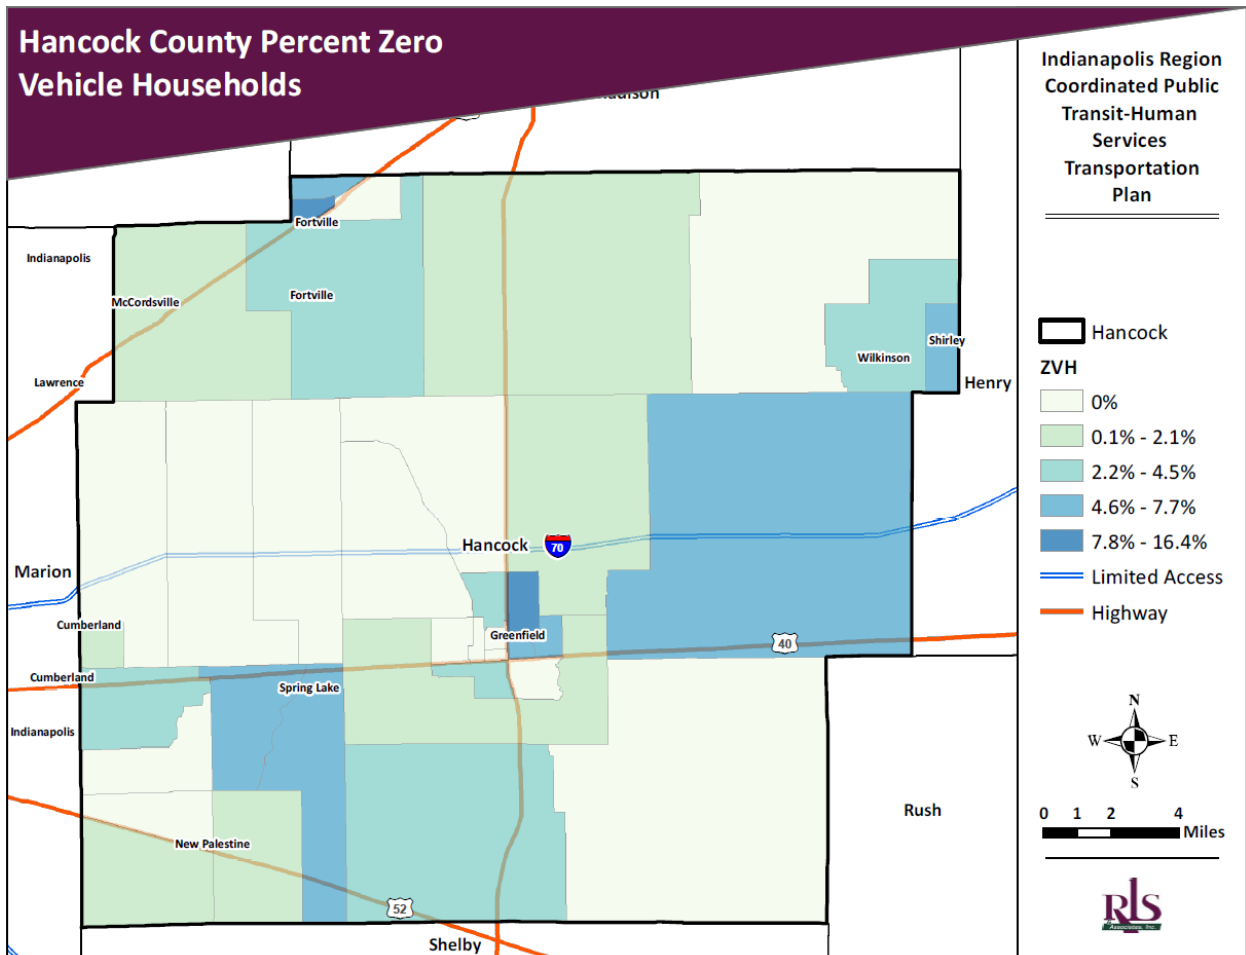 Hancock County Percent Zero
Vehicle Households
Indianapolis Region
Coordinated Public
Transit-Human
Services
Transportation
Plan
Fortville
Indianapolis
McCordsville
Fortville
Lawrence
Wilkinson
Shirley
Henry
Hancock
70
Marion
Cumberland
Greenfield
40
Cumberland
Spring Lake
Indianapolis
New Palestine
Rush
52
Shelby
Hancock
ZVH
0%
0.1% - 2.1%
2.2% - 4.5%
4.6% - 7.7%
7.8% - 16.4%
Limited Access
Highway
N
W E
S
0 1 2 4
Miles
RLS
& Associates, Inc.